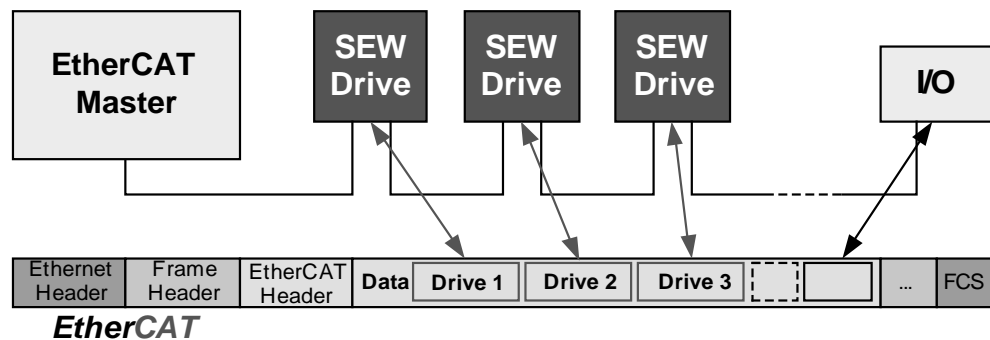 EtherCAT
Master
SEW
Drive
SEW
Drive
SEW
Drive
I/O
Ethernet
Header
Frame
Header
EtherCAT
Header
Data
Drive 1
Drive 2
Drive 3
...
FCS
EtherCAT